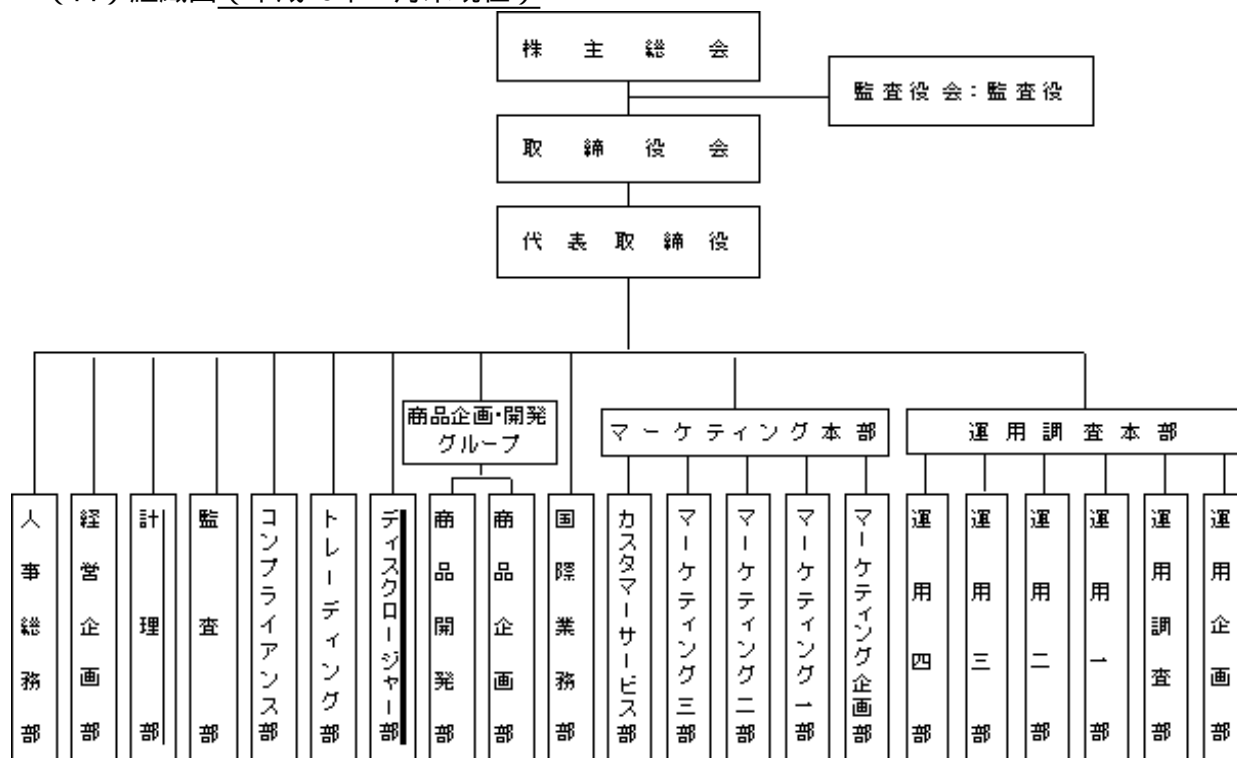 組織図
株主総会
監査役会:監査役
取締役会
代表取締役
商品企画・開発
グループ
マーケティング本部
運用調査本部
人事総務部
経営企画部
計理部
監査部
コンプライアンス部
トレーディング部
ディスクロージャー部
商品開発部
商品企画部
国際業務部
カスタマーサービス部
マーケティング三部
マーケティング二部
マーケティング一部
マーケティング企画部
運用四部
運用三部
運用二部
運用一部
運用調査部
運用企画部